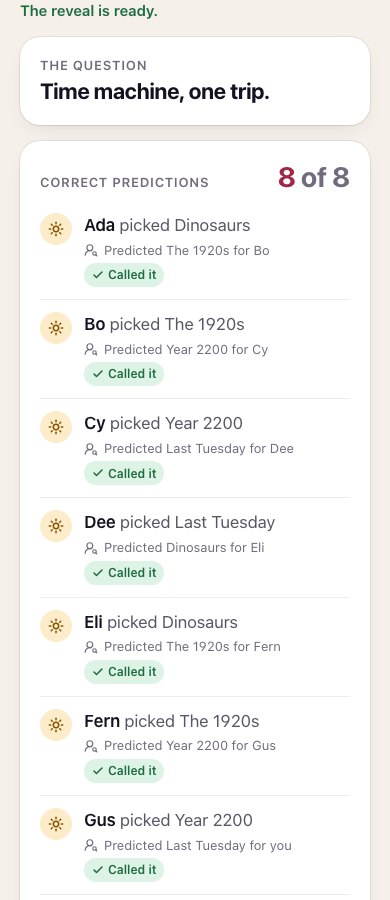 The reveal is ready.
THE QUESTION
Time machine, one trip.
CORRECT PREDICTIONS 8 of 8
Ada picked Dinosaurs
Predicted The 1920s for Bo
Called it
Bo picked The 1920s
Predicted Year 2200 for Cy
Called it
Cy picked Year 2200
Predicted Last Tuesday for Dee
Called it
Dee picked Last Tuesday
Predicted Dinosaurs for Eli
Called it
Eli picked Dinosaurs
Predicted The 1920s for Fern
Called it
Fern picked The 1920s
Predicted Year 2200 for Gus
Called it
Gus picked Year 2200
Predicted Last Tuesday for you
Called it